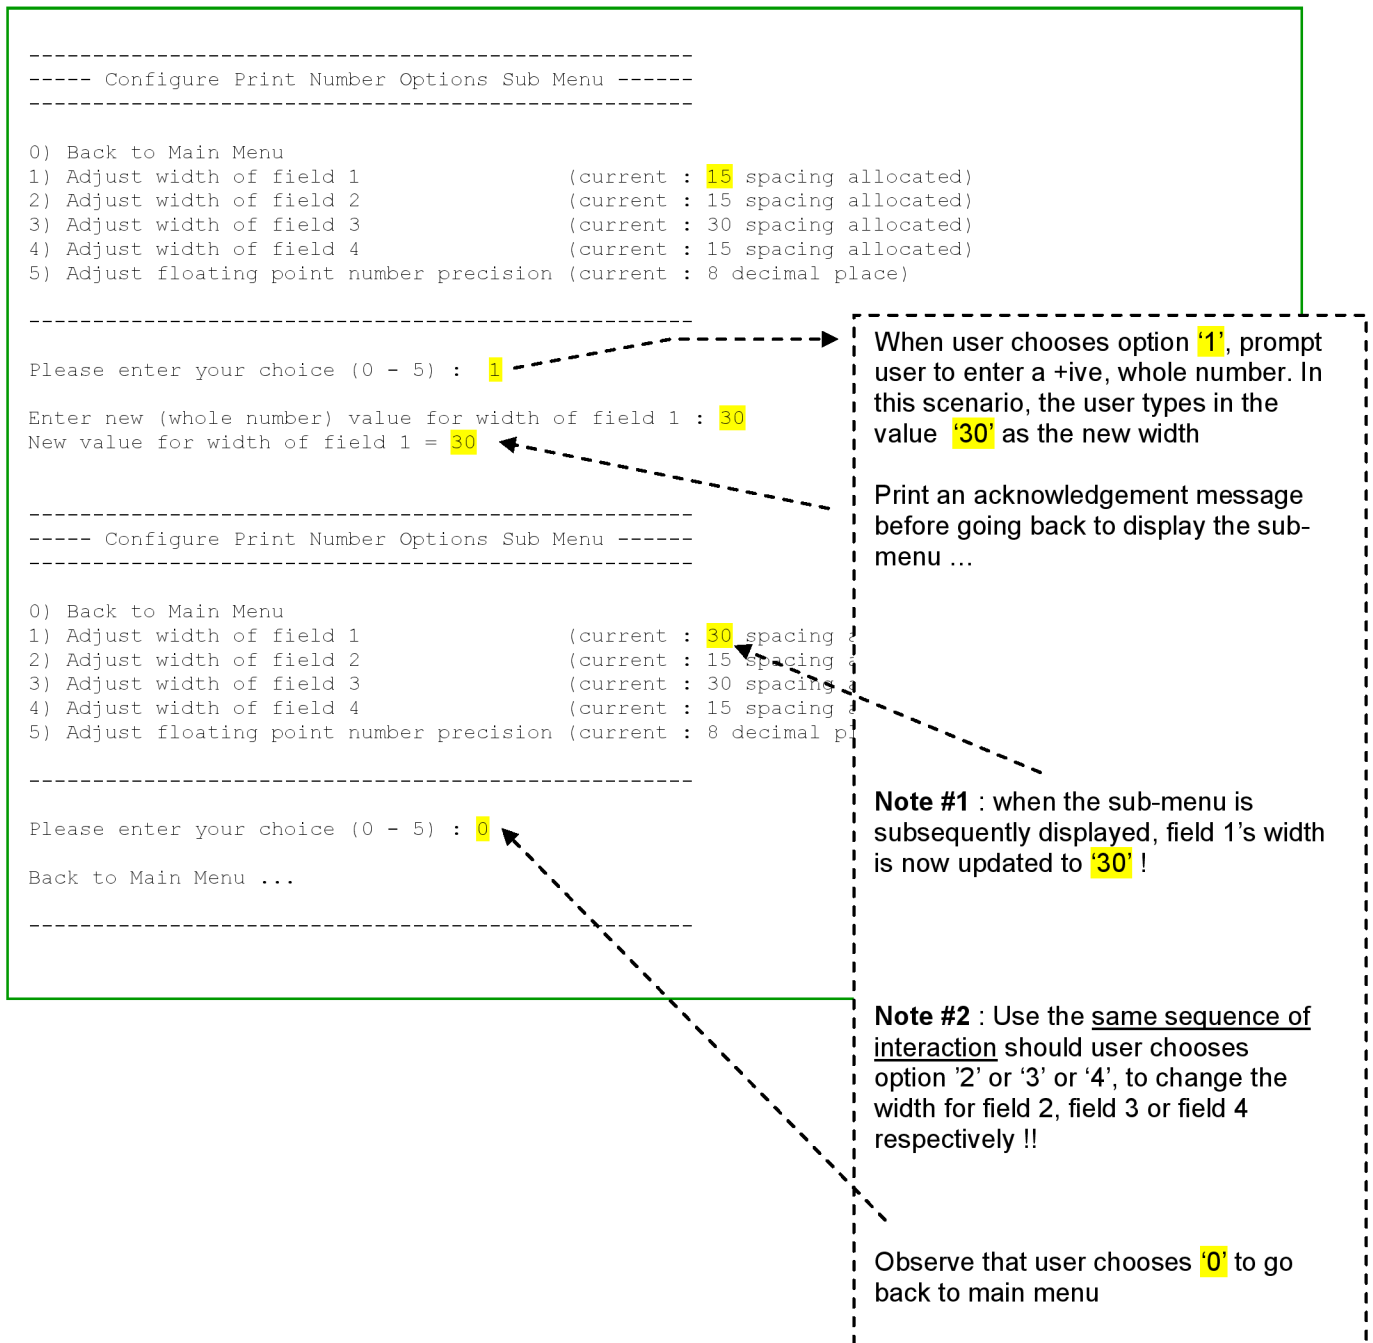 -----------------------------------------------------
----- Configure Print Number Options Sub Menu ------
-----------------------------------------------------
0) Back to Main Menu
1) Adjust width of field 1 (current : 15 spacing allocated)
2) Adjust width of field 2 (current : 15 spacing allocated)
3) Adjust width of field 3 (current : 30 spacing allocated)
4) Adjust width of field 4 (current : 15 spacing allocated)
5) Adjust floating point number precision (current : 8 decimal place)
-----------------------------------------------------
Please enter your choice (0 - 5) : 1
Enter new (whole number) value for width of field 1 : 30
New value for width of field 1 = 30
-----------------------------------------------------
----- Configure Print Number Options Sub Menu ------
-----------------------------------------------------
0) Back to Main Menu
1) Adjust width of field 1 (current : 30 spacing
2) Adjust width of field 2 (current : 15 spacing
3) Adjust width of field 3 (current : 30 spacing
4) Adjust width of field 4 (current : 15 spacing
5) Adjust floating point number precision (current : 8 decimal
-----------------------------------------------------
Please enter your choice (0 - 5) : 0
Back to Main Menu ...
-----------------------------------------------------
When user chooses option ‘1’, prompt
user to enter a +ive, whole number. In
this scenario, the user types in the
value ‘30’ as the new width
Print an acknowledgement message
before going back to display the sub-
menu …
Note #1 : when the sub-menu is
subsequently displayed, field 1’s width
is now updated to ‘30’ !
Note #2 : Use the same sequence of
interaction should user chooses
option ’2’ or ‘3’ or ‘4’, to change the
width for field 2, field 3 or field 4
respectively !!
Observe that user chooses ‘0’ to go
back to main menu